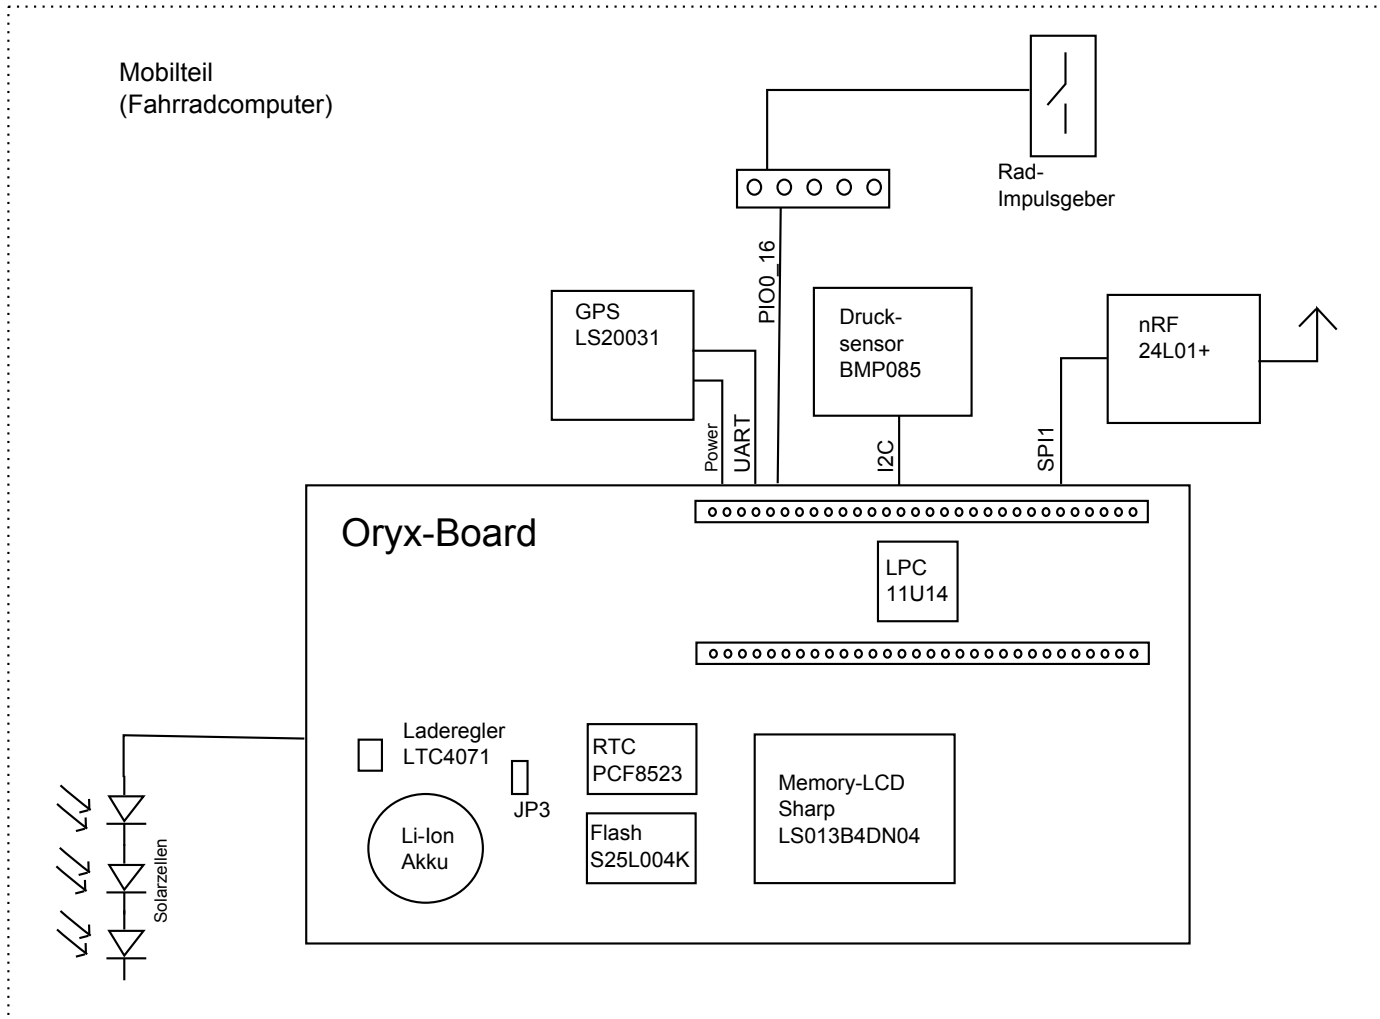 Mobilteil
(Fahrradcomputer)
Rad-
Impulsgeber
PIO0_16
GPS
LS20031
Druck-
sensor
BMP085
nRF
24L01+
Power
UART
I2C
SPI1
Oryx-Board
LPC
11U14
Laderegler
LTC4071
JP3
RTC
PCF8523
Memory-LCD
Sharp
LS013B4DN04
Li-Ion
Akku
Flash
S25L004K
Solarzellen